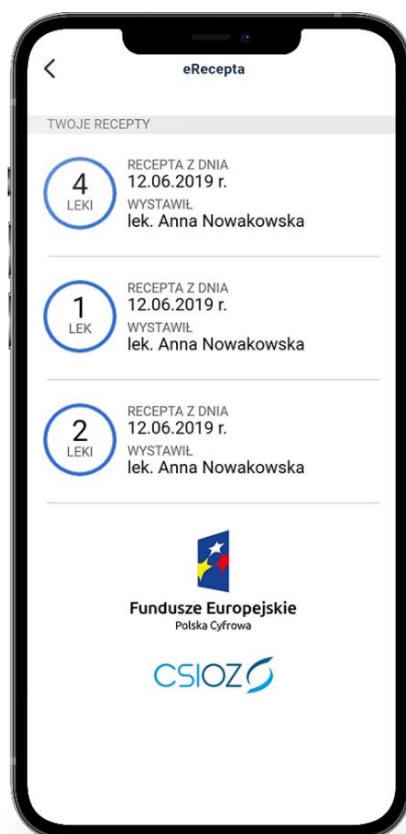 eRecepta
TWOJE RECEPTY
4
LEKI
RECEPTA Z DNIA
12.06.2019 r.
WYSTAWIŁ
lek. Anna Nowakowska
1
LEK
RECEPTA Z DNIA
12.06.2019 r.
WYSTAWIŁ
lek. Anna Nowakowska
2
LEKI
RECEPTA Z DNIA
12.06.2019 r.
WYSTAWIŁ
lek. Anna Nowakowska
Fundusze Europejskie
Polska Cyfrowa
CSIOZ